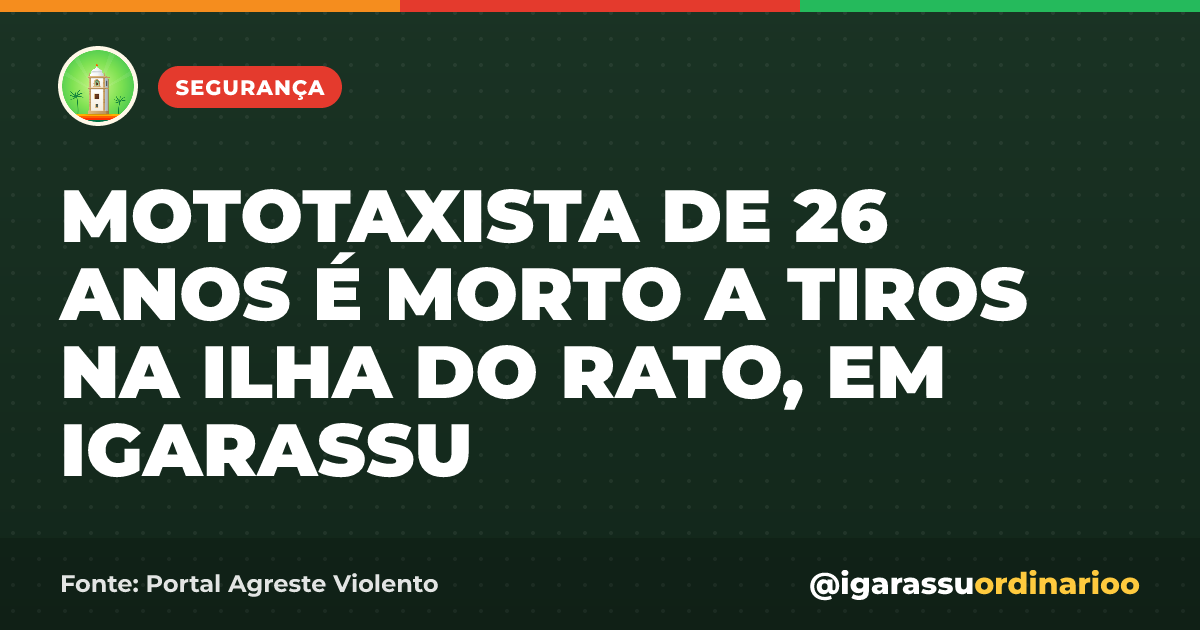 SEGURANÇA
MOTOTAXISTA DE 26
ANOS É MORTO A TIROS
NA ILHA DO RATO, EM
IGARASSU
Fonte: Portal Agreste Violento
@igarassuordinarioo